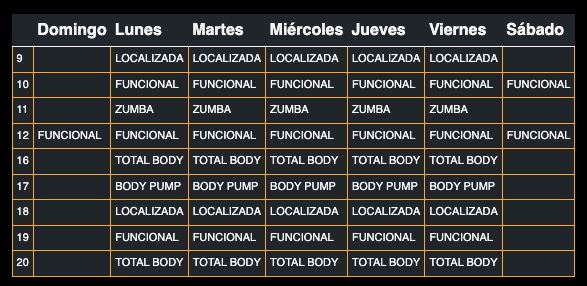 Domingo Lunes Martes Miércoles Jueves Viernes Sábado
9 LOCALIZADA LOCALIZADA LOCALIZADA LOCALIZADA LOCALIZADA
10 FUNCIONAL FUNCIONAL FUNCIONAL FUNCIONAL FUNCIONAL FUNCIONAL
11 ZUMBA ZUMBA ZUMBA ZUMBA ZUMBA
12 FUNCIONAL FUNCIONAL FUNCIONAL FUNCIONAL FUNCIONAL FUNCIONAL FUNCIONAL
16 TOTAL BODY TOTAL BODY TOTAL BODY TOTAL BODY TOTAL BODY
17 BODY PUMP BODY PUMP BODY PUMP BODY PUMP BODY PUMP
18 LOCALIZADA LOCALIZADA LOCALIZADA LOCALIZADA LOCALIZADA
19 FUNCIONAL FUNCIONAL FUNCIONAL FUNCIONAL FUNCIONAL
20 TOTAL BODY TOTAL BODY TOTAL BODY TOTAL BODY TOTAL BODY